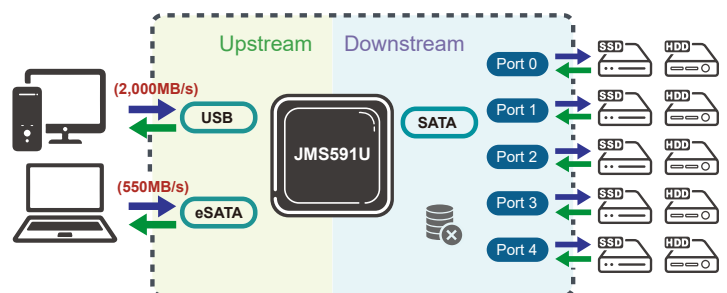 Upstream
Downstream
(2,000MB/s)
USB
(550MB/s)
eSATA
JMS591U
SATA
Port 0
SSD
HDD
Port 1
SSD
HDD
Port 2
SSD
HDD
Port 3
SSD
HDD
Port 4
SSD
HDD